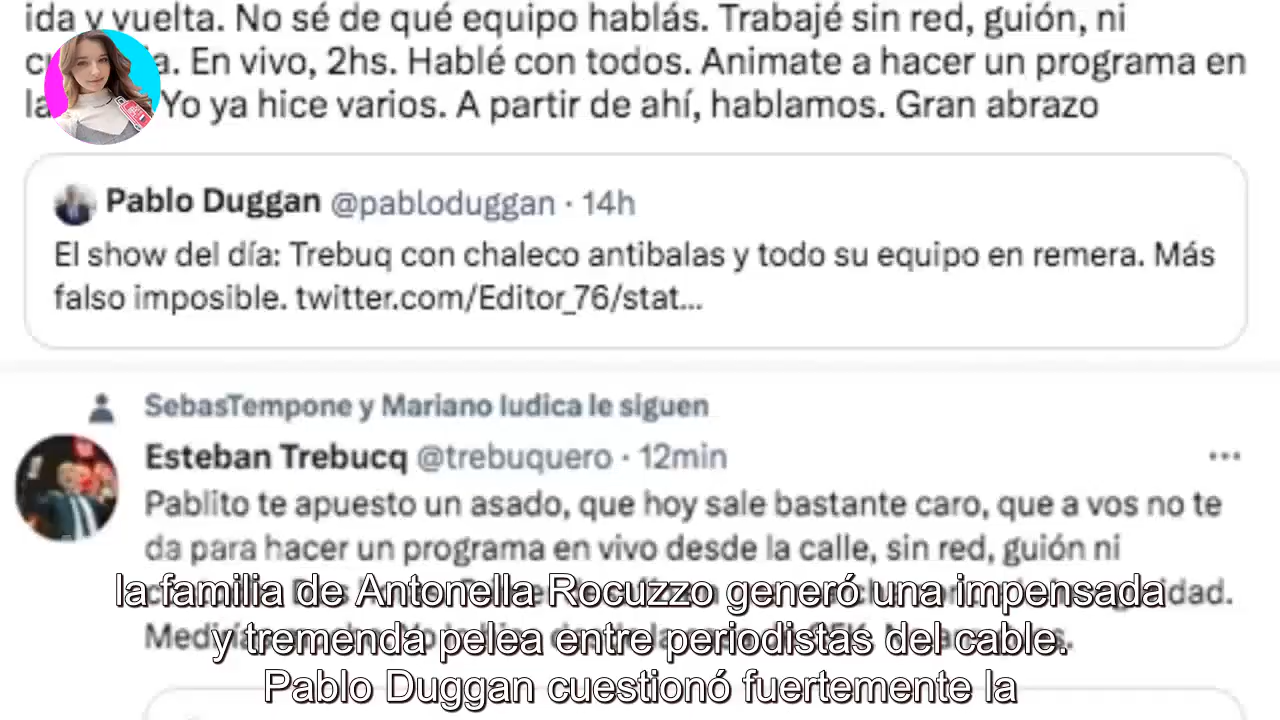 ida y vuelta. No sé de qué equipo hablás. Trabajé sin red, guión, ni
En vivo, 2hs. Hablé con todos. Animate a hacer un programa en
Yo ya hice varios. A partir de ahí, hablamos. Gran abrazo
Pablo Duggan @pabloduggan · 14h
El show del día: Trebuq con chaleco antibalas y todo su equipo en remera. Más
falso imposible. twitter.com/Editor_76/stat...
SebasTempone y Mariano Iudica le siguen
Esteban Trebucq @trebuquero · 12min
Pablito te apuesto un asado, que hoy sale bastante caro, que a vos no te
da para hacer un programa en vivo desde la calle, sin red, guión ni
la familia de Antonella Rocuzzo generó una impensada
y tremenda pelea entre periodistas del cable.
Pablo Duggan cuestionó fuertemente la